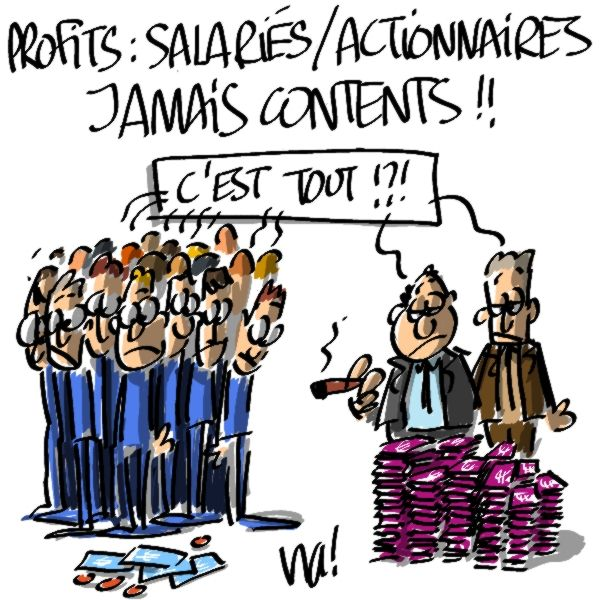 PROFITS : SALARIÉS/ACTIONNAIRES
JAMAIS CONTENTS !!
C'EST TOUT !?!
na!